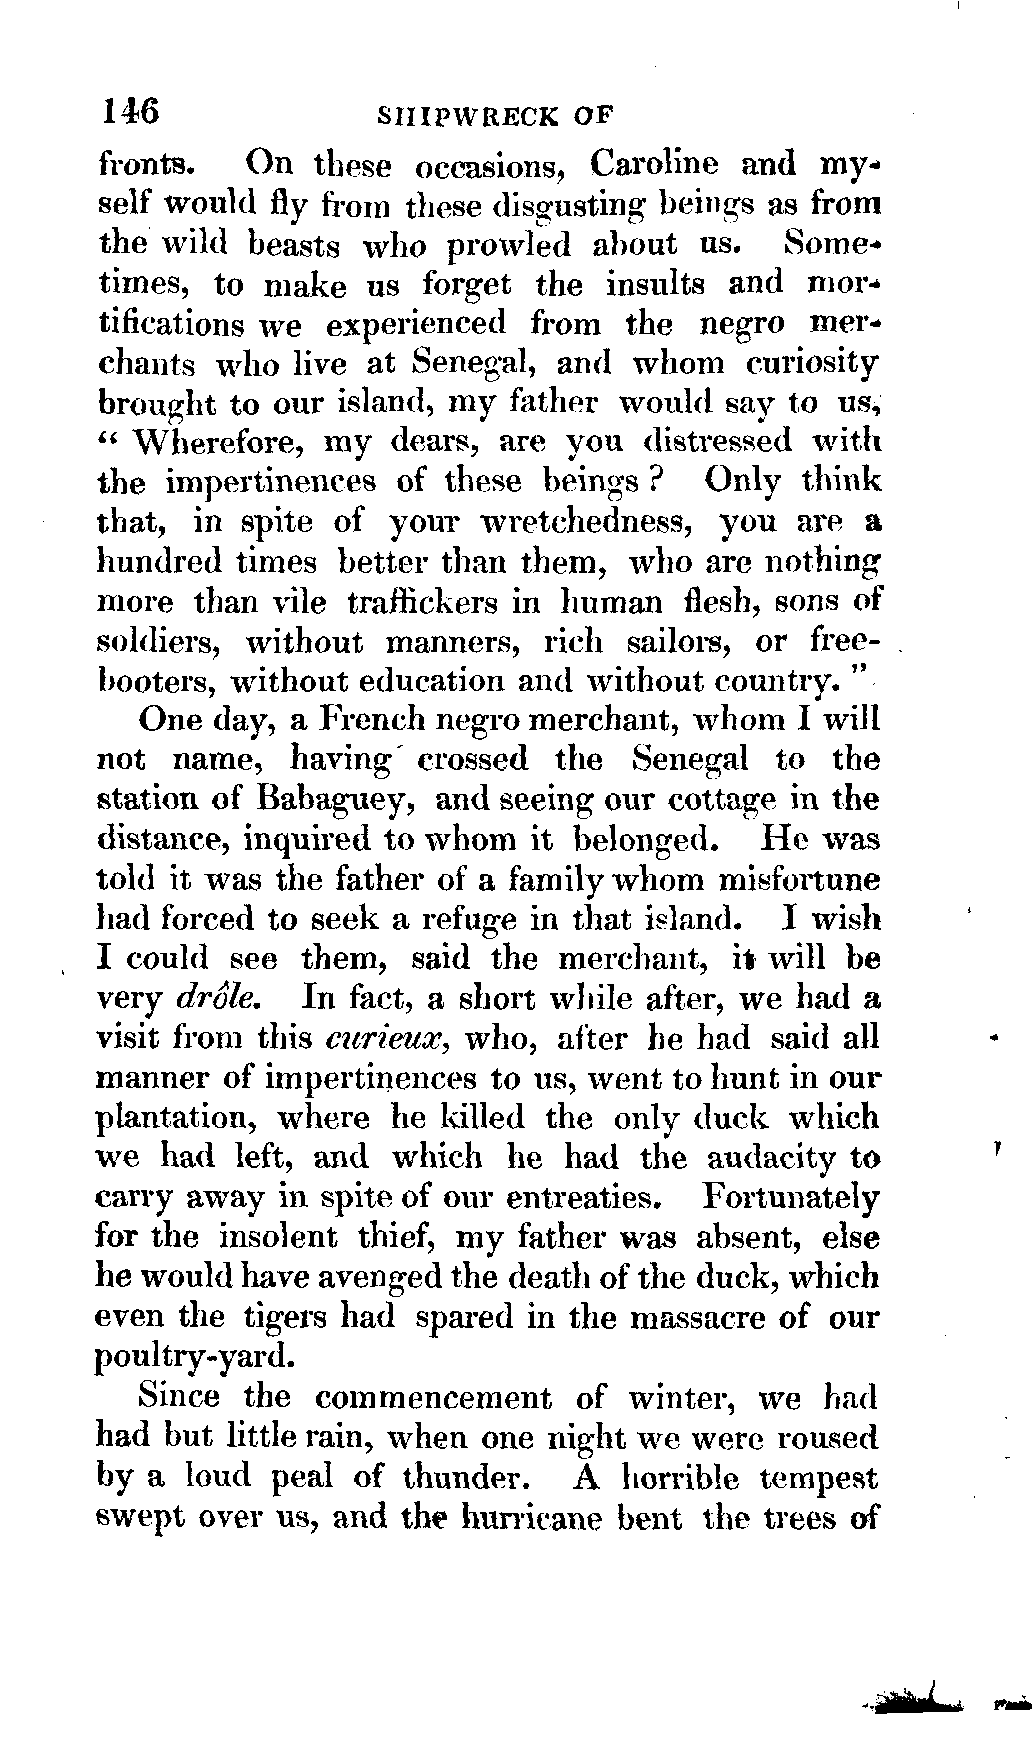 146 SHIPWRECK OF
fronts. On these occasions, Caroline and my-
self would fly from these disgusting beings as from
the wild beasts who prowled about us. Some-
times, to make us forget the insults and mor-
tifications we experienced from the negro mer-
chants who live at Senegal, and whom curiosity
brought to our island, my father would say to us,
“ Wherefore, my dears, are you distressed with
the impertinences of these beings ? Only think
that, in spite of your wretchedness, you are a
hundred times better than them, who are nothing
more than vile traffickers in human flesh, sons of
soldiers, without manners, rich sailors, or free-
booters, without education and without country. ”
One day, a French negro merchant, whom I will
not name, having crossed the Senegal to the
station of Babaguey, and seeing our cottage in the
distance, inquired to whom it belonged. He was
told it was the father of a family whom misfortune
had forced to seek a refuge in that island. I wish
I could see them, said the merchant, it will be
very drôle. In fact, a short while after, we had a
visit from this curieux, who, after he had said all
manner of impertinences to us, went to hunt in our
plantation, where he killed the only duck which
we had left, and which he had the audacity to
carry away in spite of our entreaties. Fortunately
for the insolent thief, my father was absent, else
he would have avenged the death of the duck, which
even the tigers had spared in the massacre of our
poultry-yard.
Since the commencement of winter, we had
had but little rain, when one night we were roused
by a loud peal of thunder. A horrible tempest
swept over us, and the hurricane bent the trees of